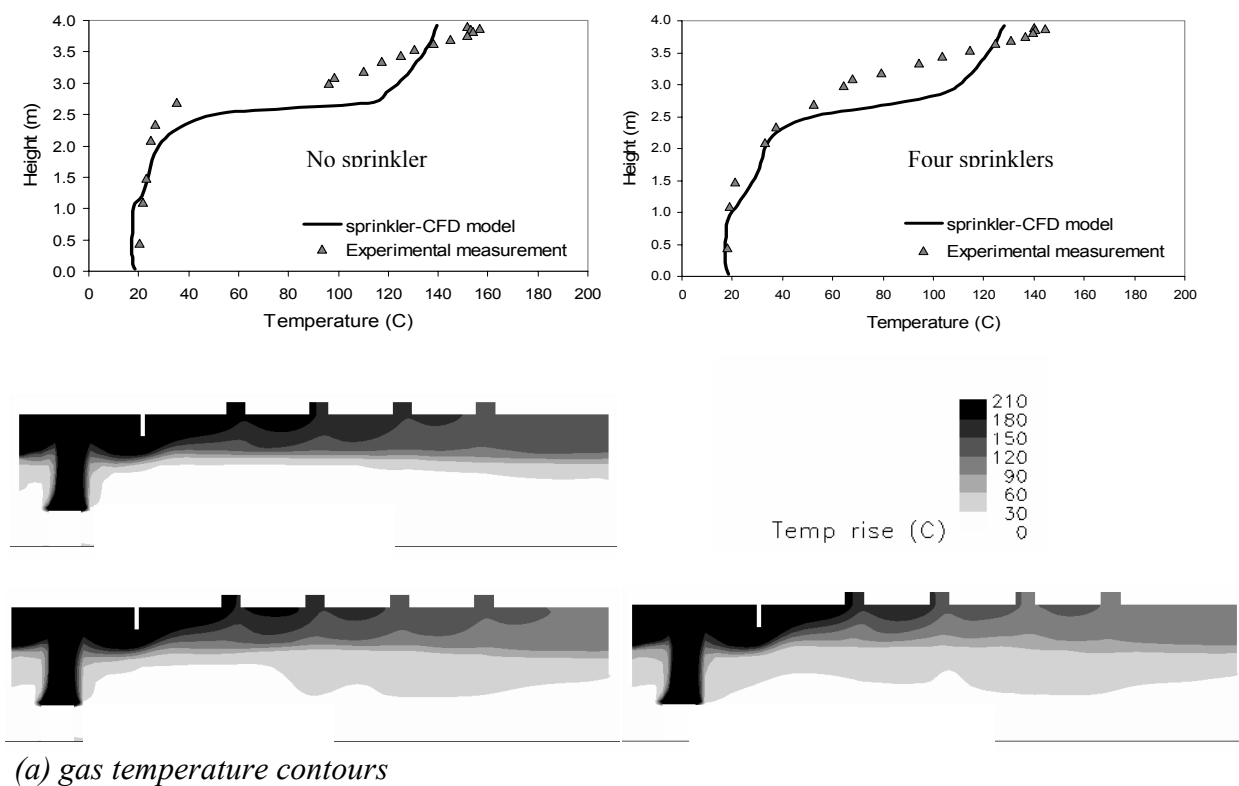 4.0
3.5
3.0
2.5
2.0
1.5
1.0
0.5
0.0
Height (m)
No sprinkler
sprinkler-CFD model
Experimental measurement
0 20 40 60 80 100 120 140 160 180 200
Temperature (C)
4.0
3.5
3.0
2.5
2.0
1.5
1.0
0.5
0.0
Height (m)
Four sprinklers
sprinkler-CFD model
Experimental measurement
0 20 40 60 80 100 120 140 160 180 200
Temperature (C)
210
180
150
120
90
60
30
0
Temp rise (C)
(a) gas temperature contours